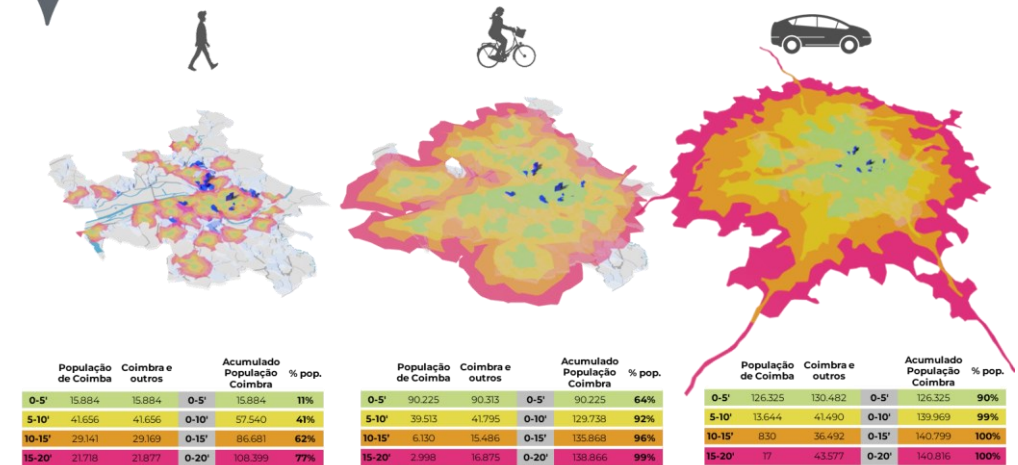 População de Coimba Coimbra e outros Acumulado População Coimbra % pop.
0-5' 15.884 15.884 0-5' 15.884 11%
5-10' 41.656 41.656 0-10' 57.540 41%
10-15' 29.141 29.169 0-15' 86.681 62%
15-20' 21.718 21.877 0-20' 108.399 77%
População de Coimba Coimbra e outros Acumulado População Coimbra % pop.
0-5' 90.225 90.313 0-5' 90.225 64%
5-10' 39.513 41.795 0-10' 129.738 92%
10-15' 6.130 15.486 0-15' 135.868 96%
15-20' 2.998 16.875 0-20' 138.866 99%
População de Coimba Coimbra e outros Acumulado População Coimbra % pop.
0-5' 126.325 130.482 0-5' 126.325 90%
5-10' 13.644 41.490 0-10' 139.969 99%
10-15' 830 36.492 0-15' 140.799 100%
15-20' 17 43.577 0-20' 140.816 100%